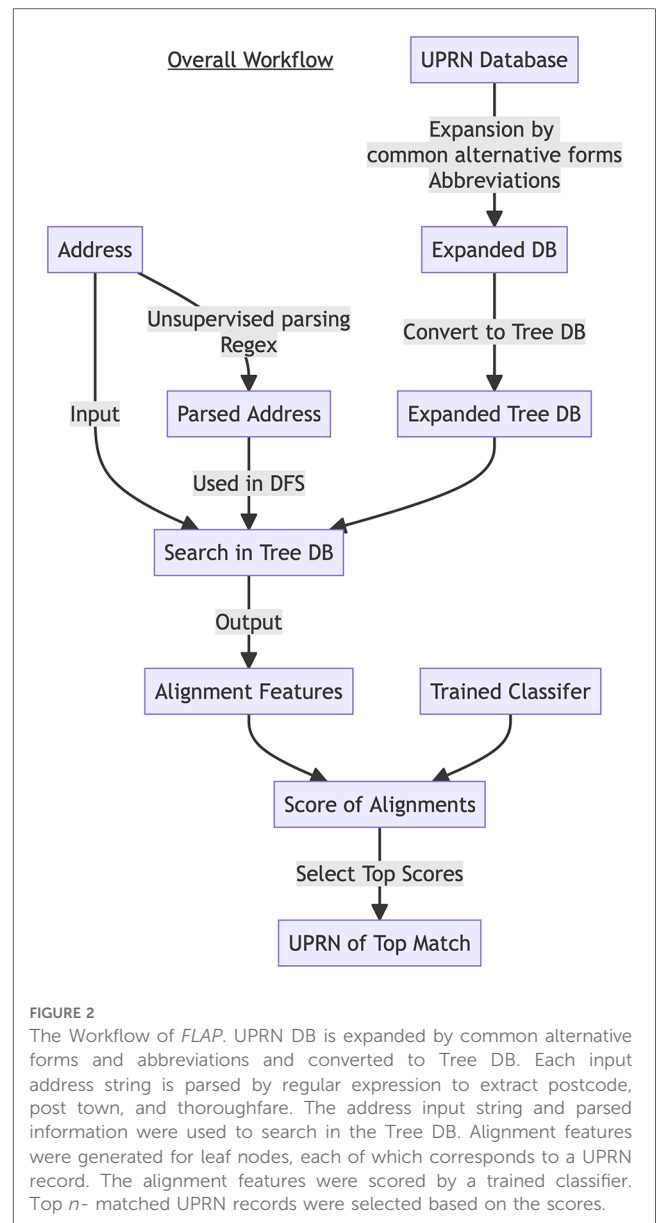 Overall Workflow
UPRN Database
Expansion by
common alternative forms
Abbreviations
Address
Expanded DB
Unsupervised parsing
Regex
Convert to Tree DB
Input
Parsed Address
Expanded Tree DB
Used in DFS
Search in Tree DB
Output
Alignment Features
Trained Classifer
Score of Alignments
Select Top Scores
UPRN of Top Match
FIGURE 2
The Workflow of FLAP. UPRN DB is expanded by common alternative
forms and abbreviations and converted to Tree DB. Each input
address string is parsed by regular expression to extract postcode,
post town, and thoroughfare. The address input string and parsed
information were used to search in the Tree DB. Alignment features
were generated for leaf nodes, each of which corresponds to a UPRN
record. The alignment features were scored by a trained classifier.
Top n- matched UPRN records were selected based on the scores.